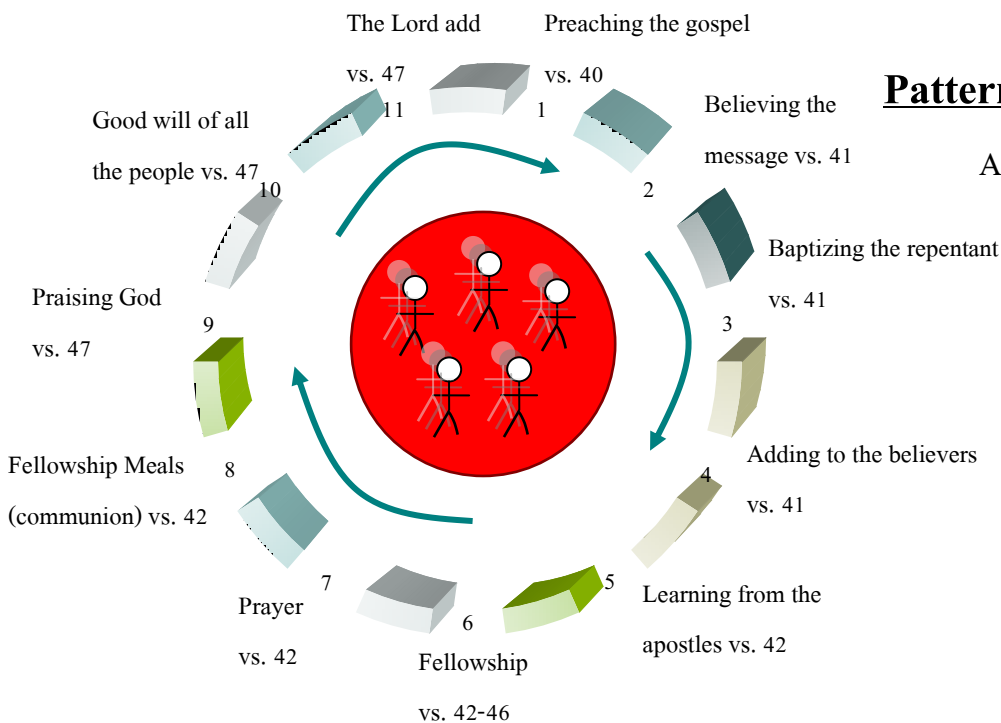 The Lord add
vs. 47
11
Preaching the gospel
vs. 40
1
Pattern
A
Believing the
message vs. 41
2
Baptizing the repentant
vs. 41
3
Adding to the believers
vs. 41
4
Learning from the
apostles vs. 42
5
Fellowship
vs. 42-46
6
Prayer
vs. 42
7
Fellowship Meals
(communion) vs. 42
8
Praising God
vs. 47
9
Good will of all
the people vs. 47
10